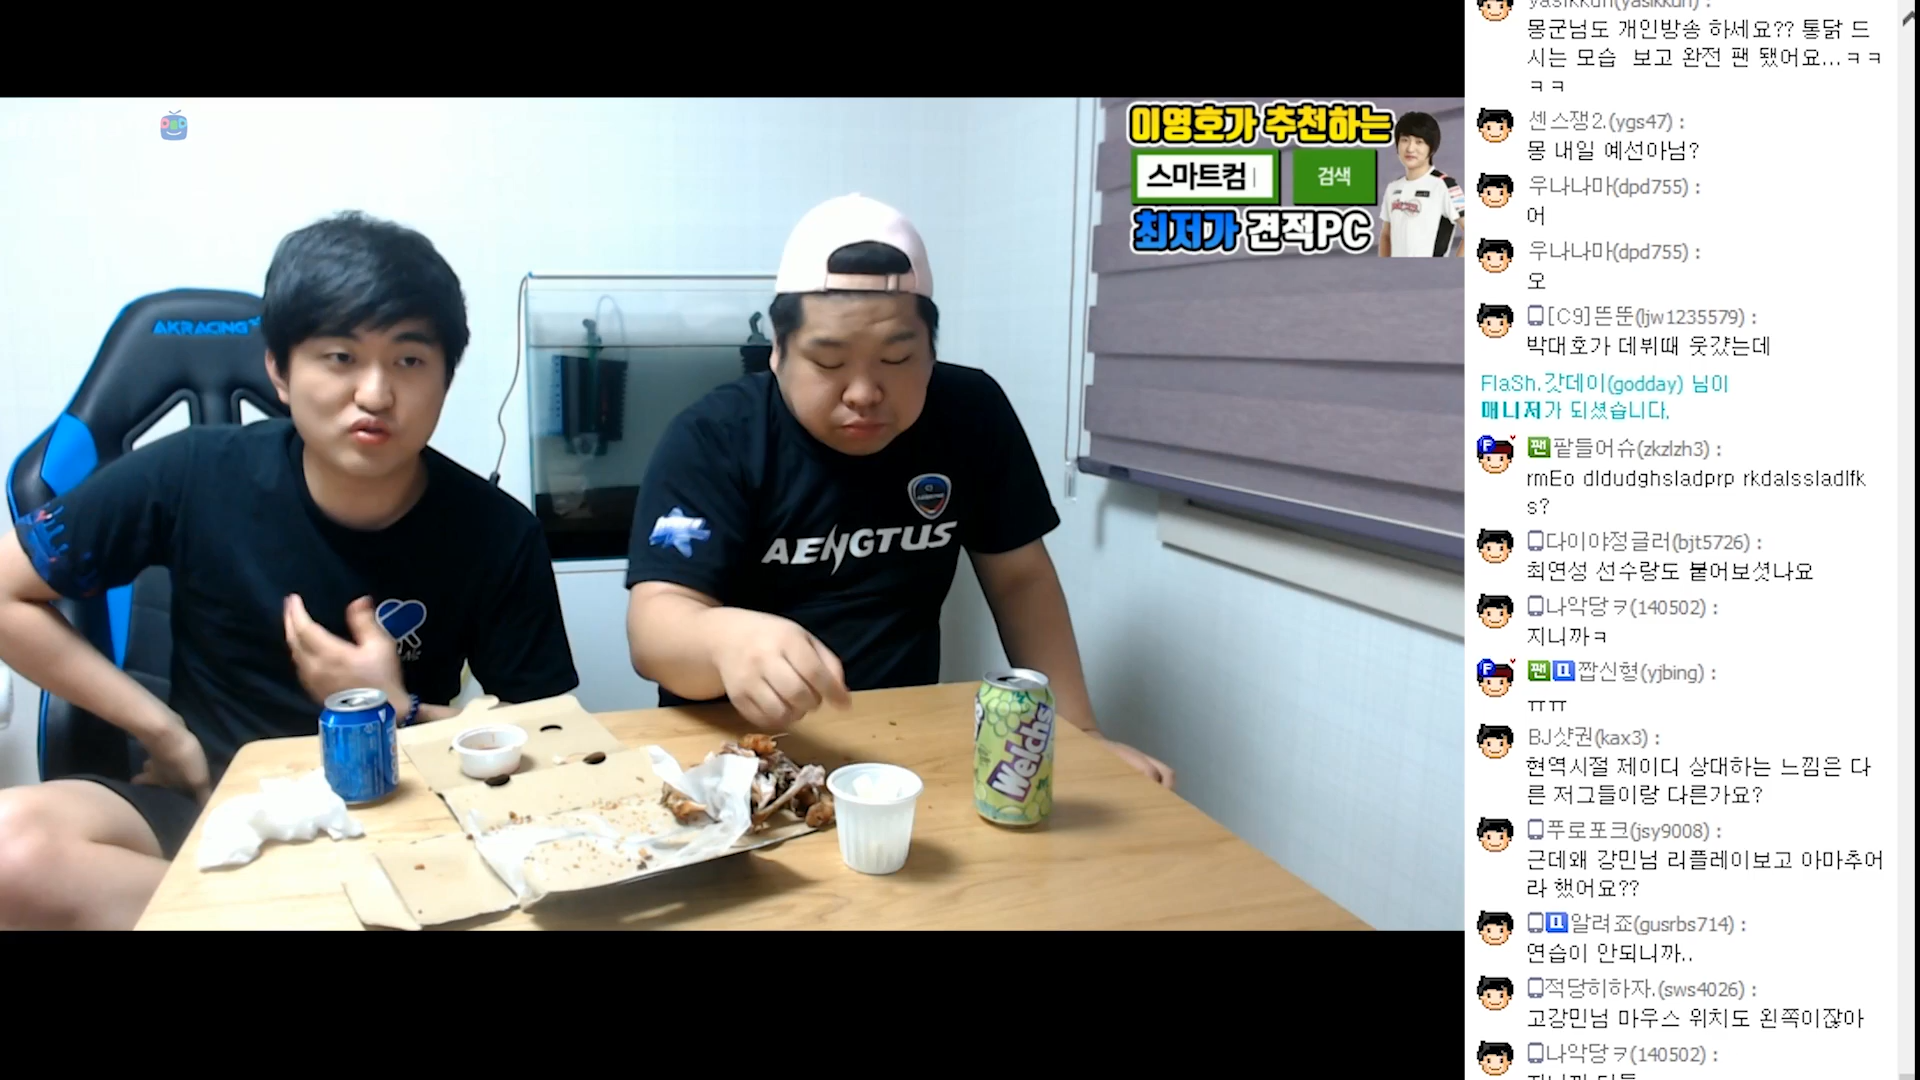 이영호가 추천하는
스마트컴
검색
최저가 견적PC
AKRACING
AENGTUS
Welchs
yasikkun(yasikkun) :
몽군님도 개인방송 하세요?? 통닭 드
시는 모습 보고 완전 팬 됐어요...ㅋㅋ
ㅋㅋ
센스쟁2.(ygs47) :
몽 내일 예선아님?
우나나마(dpd755) :
어
우나나마(dpd755) :
오
[C9]뜬뚠(ljw1235579) :
박대호가 데뷔때 웃갔는데
FlaSh.갓데이(godday) 님이
매니저가 되셨습니다.
팬팥들어슈(zkzlzh3) :
rmEo dldudghsladprp rkdalssladlfk
s?
다이야정글러(bjt5726) :
최연성 선수랑도 붙어보셧나요
나악당ㅋ(140502) :
지니까ㅋ
팬짭신형(yjbing) :
ㅠㅠ
BJ샷권(kax3) :
현역시절 제이디 상대하는 느낌은 다
른 저그들이랑 다른가요?
푸로포크(jsy9008) :
근데왜 강민님 리플레이보고 아마추어
라 했어요??
알려죠(gusrbs714) :
연습이 안되니까..
적당히하자.(sws4026) :
고강민님 마우스 위치도 왼쪽이잖아
나악당ㅋ(140502) :